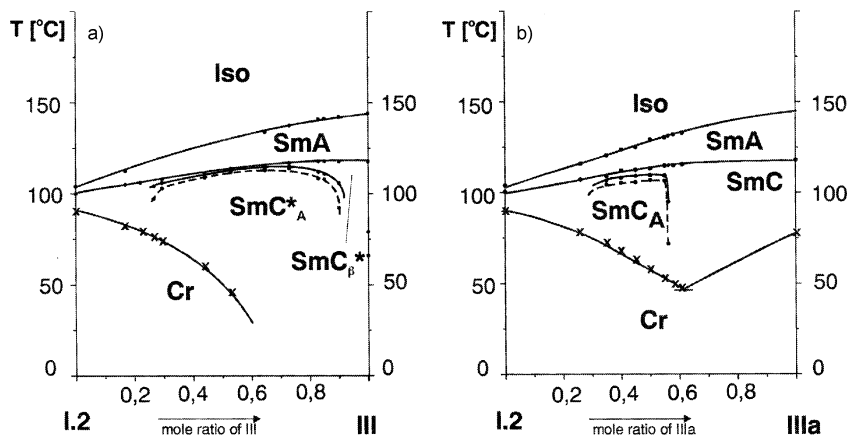 T [°C]
a)
Iso
SmA
SmC*A
SmCβ*
Cr
150
100
50
0
150
100
50
0
0,2
0,4
0,6
0,8
I.2
mole ratio of III
III
T [°C]
b)
Iso
SmA
SmC
SmCA
Cr
150
100
50
0
150
100
50
0
0,2
0,4
0,6
0,8
I.2
mole ratio of IIIa
IIIa